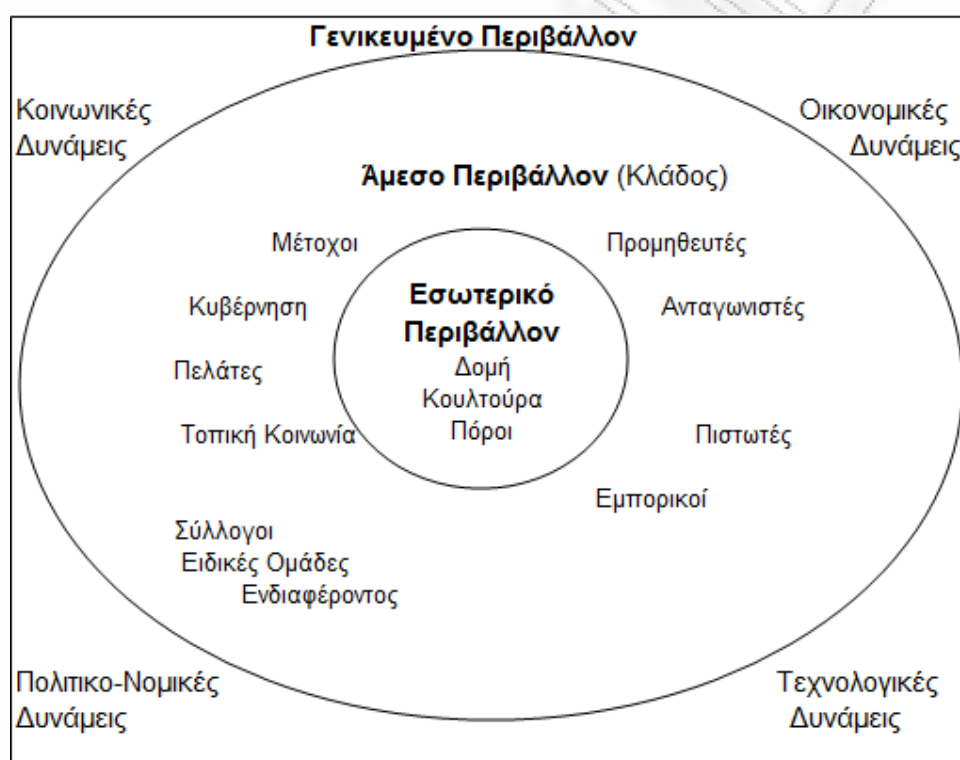 Γενικευμένο Περιβάλλον
Κοινωνικές
Δυνάμεις
Οικονομικές
Δυνάμεις
Άμεσο Περιβάλλον (Κλάδος)
Μέτοχοι
Προμηθευτές
Κυβέρνηση
Ανταγωνιστές
Πελάτες
Τοπική Κοινωνία
Εσωτερικό
Περιβάλλον
Δομή
Κουλτούρα
Πόροι
Πιστωτές
Εμπορικοί
Σύλλογοι
Ειδικές Ομάδες
Ενδιαφέροντος
Πολιτικο-Νομικές
Δυνάμεις
Τεχνολογικές
Δυνάμεις